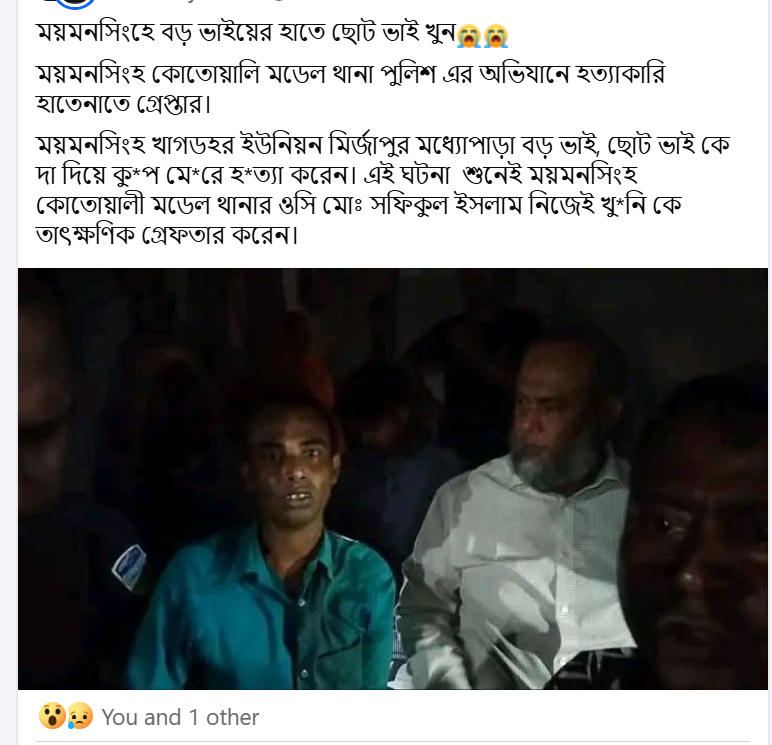 ময়মনসিংহে বড় ভাইয়ের হাতে ছোট ভাই খুন😭😭
ময়মনসিংহ কোতোয়ালি মডেল থানা পুলিশ এর অভিযানে হত্যাকারি
হাতেনাতে গ্রেপ্তার।
ময়মনসিংহ খাগডহর ইউনিয়ন মির্জাপুর মধ্যোপাড়া বড় ভাই, ছোট ভাই কে
দা দিয়ে কু*প মে*রে হ*ত্যা করেন। এই ঘটনা শুনেই ময়মনসিংহ
কোতোয়ালী মডেল থানার ওসি মোঃ সফিকুল ইসলাম নিজেই খু*নি কে
তাৎক্ষণিক গ্রেফতার করেন।
You and 1 other